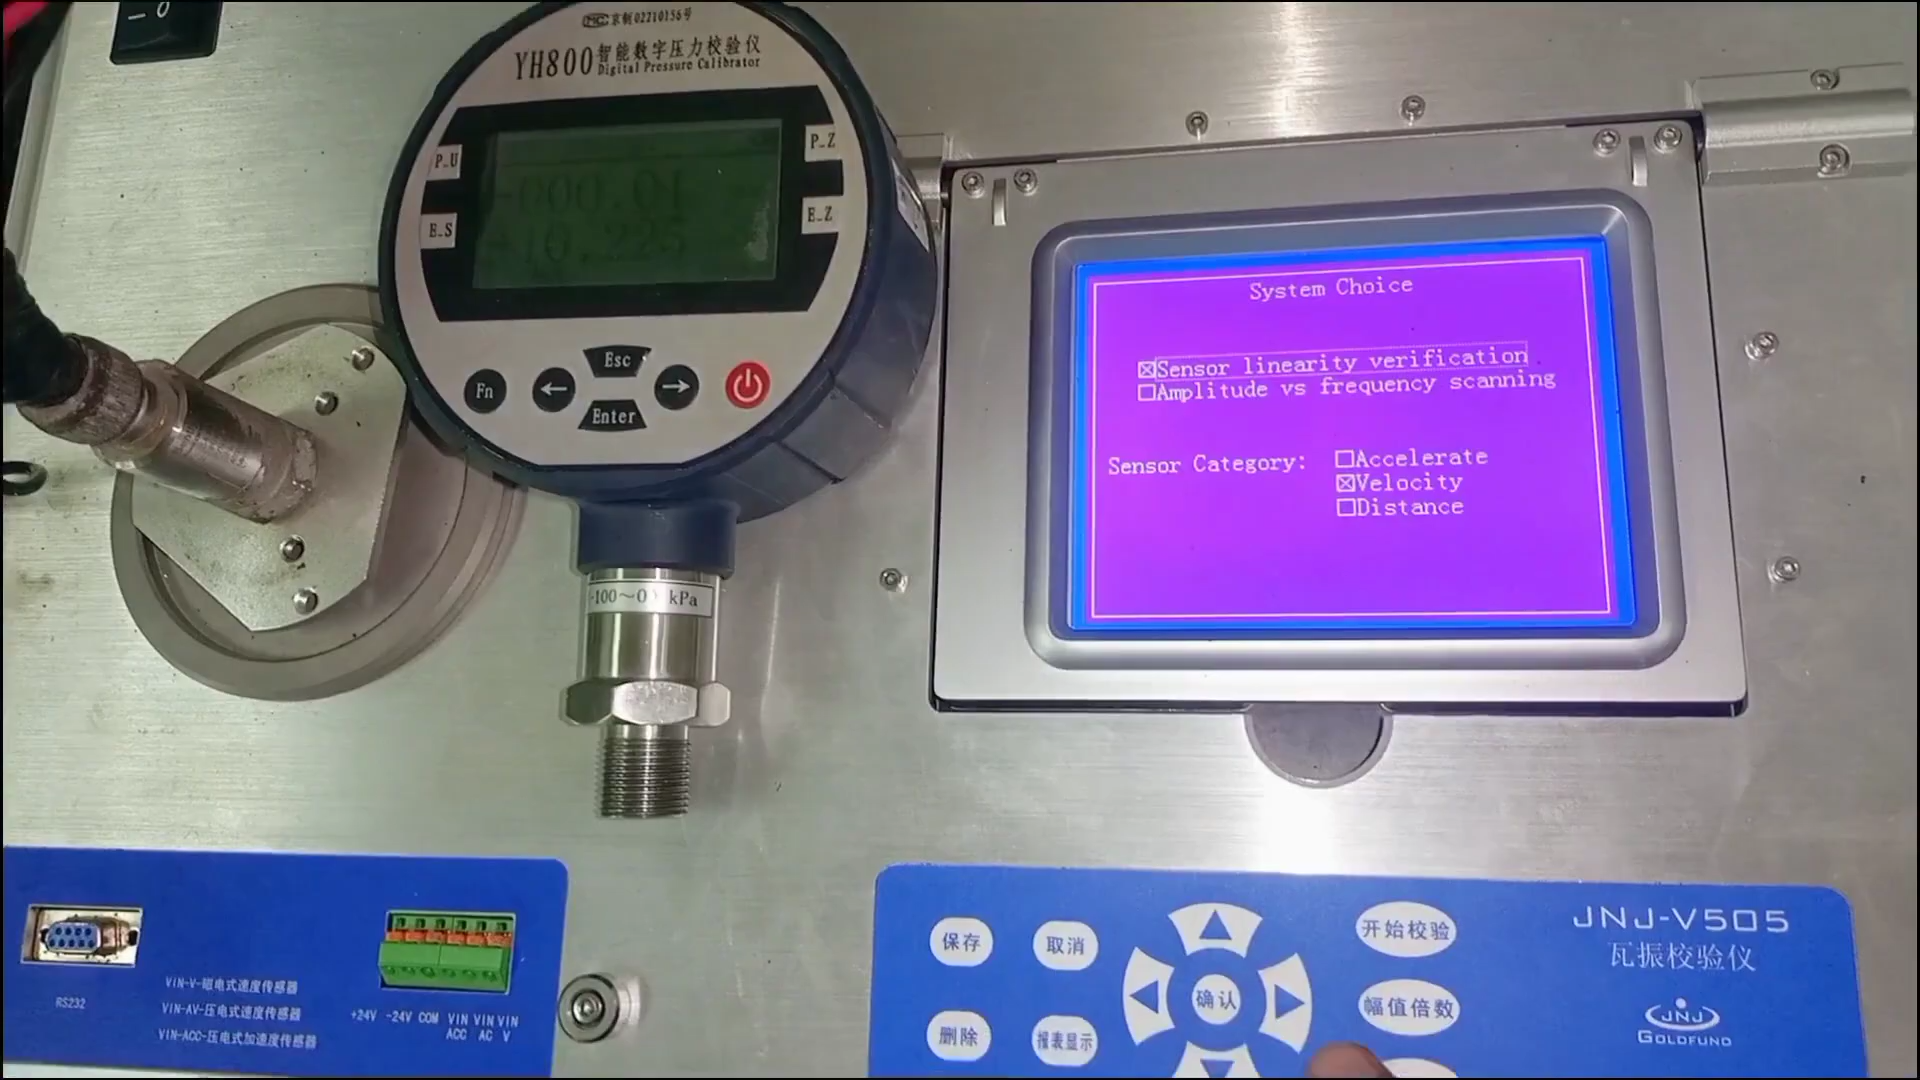 — O
MC 京制02210156号
YH800 智能数字压力校验仪
Digital Pressure Calibrator
P_U
P_Z
E_S
E_Z
-000.01
+10.225
Fn
Esc
Enter
-100~0) kPa
System Choice
Sensor linearity verification
Amplitude vs frequency scanning
Sensor Category:
Accelerate
Velocity
Distance
RS232
VIN-V-磁电式速度传感器
VIN-AV-压电式速度传感器
VIN-ACC-压电式加速度传感器
+24V -24V COM VIN VIN VIN
ACC AC V
保存
取消
删除
报表显示
确认
开始校验
幅值倍数
JNJ-V505
瓦振校验仪
JNJ
GOLDFUND